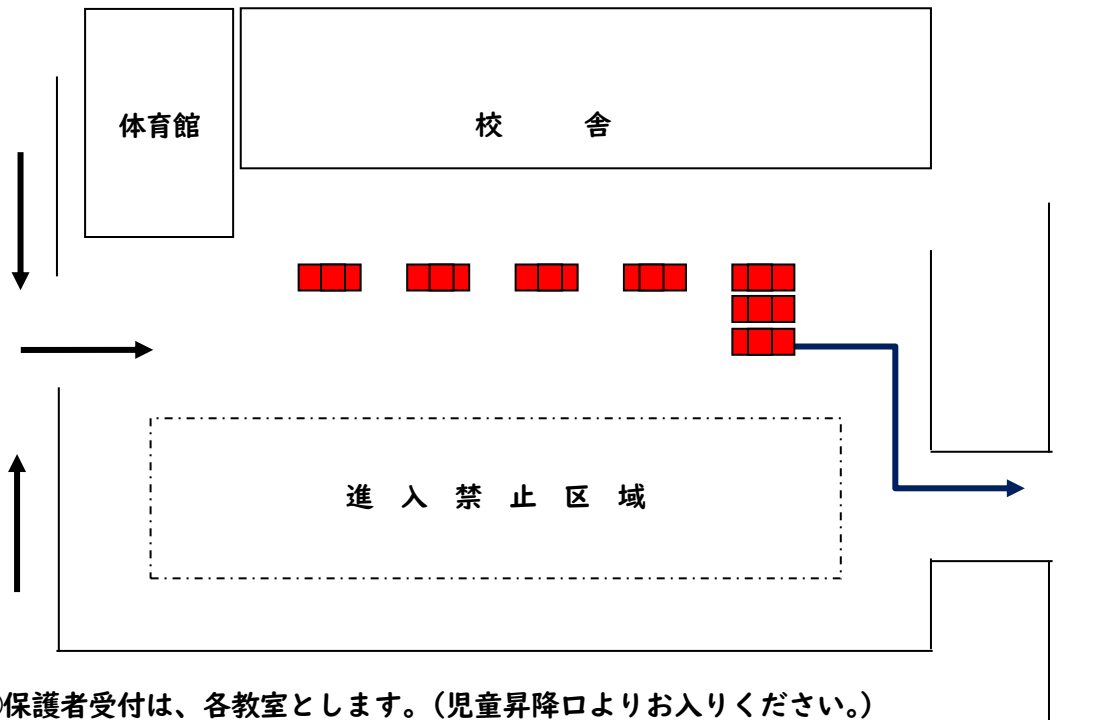 体育館
校　　　舎
進　入　禁　止　区　域
保護者受付は、各教室とします。（児童昇降口よりお入りください。）